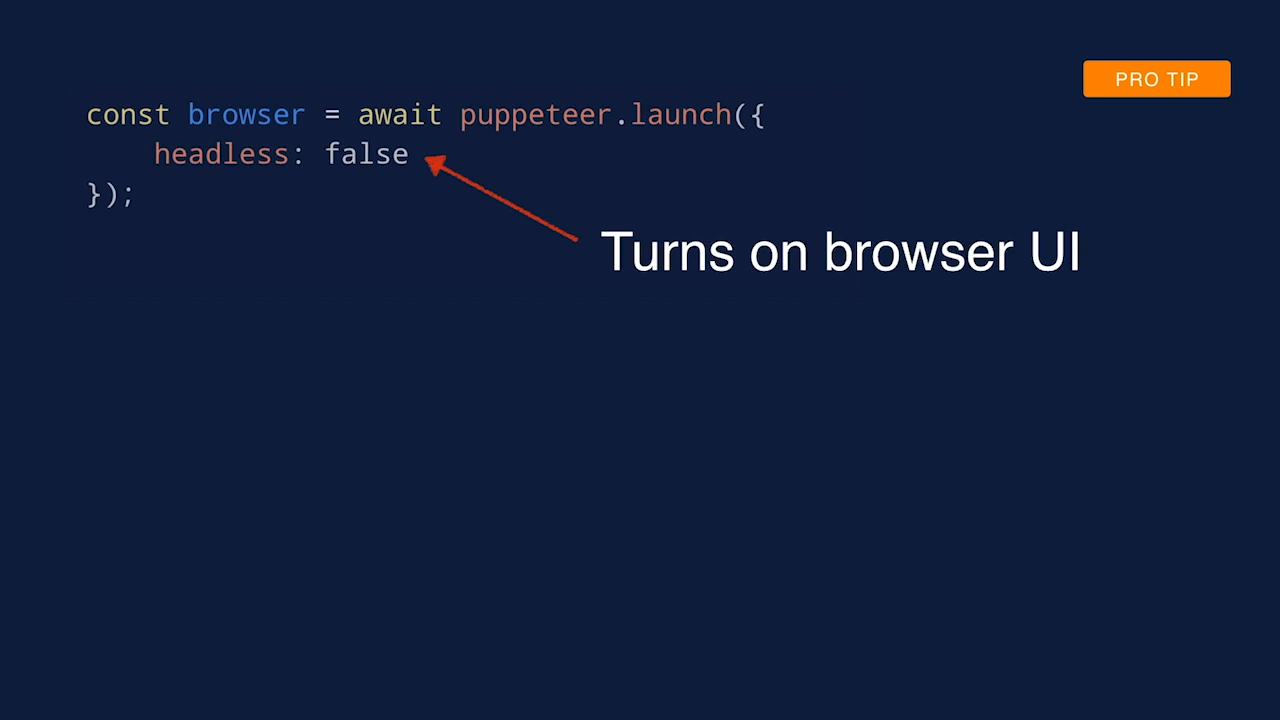 PRO TIP
const browser = await puppeteer.launch({
    headless: false
});
Turns on browser UI